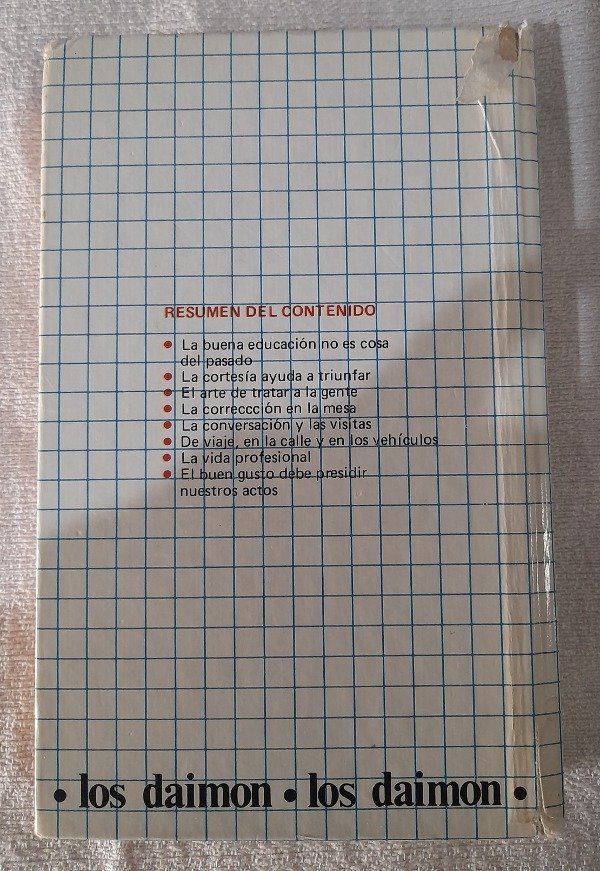 RESUMEN DEL CONTENIDO
• La buena educación no es cosa
del pasado
• La cortesía ayuda a triunfar
• El arte de tratar a la gente
• La correccción en la mesa
• La conversación y las visitas
• De viaje, en la calle y en los vehículos
• La vida profesional
• El buen gusto debe presidir
nuestros actos
• los daimon • los daimon •